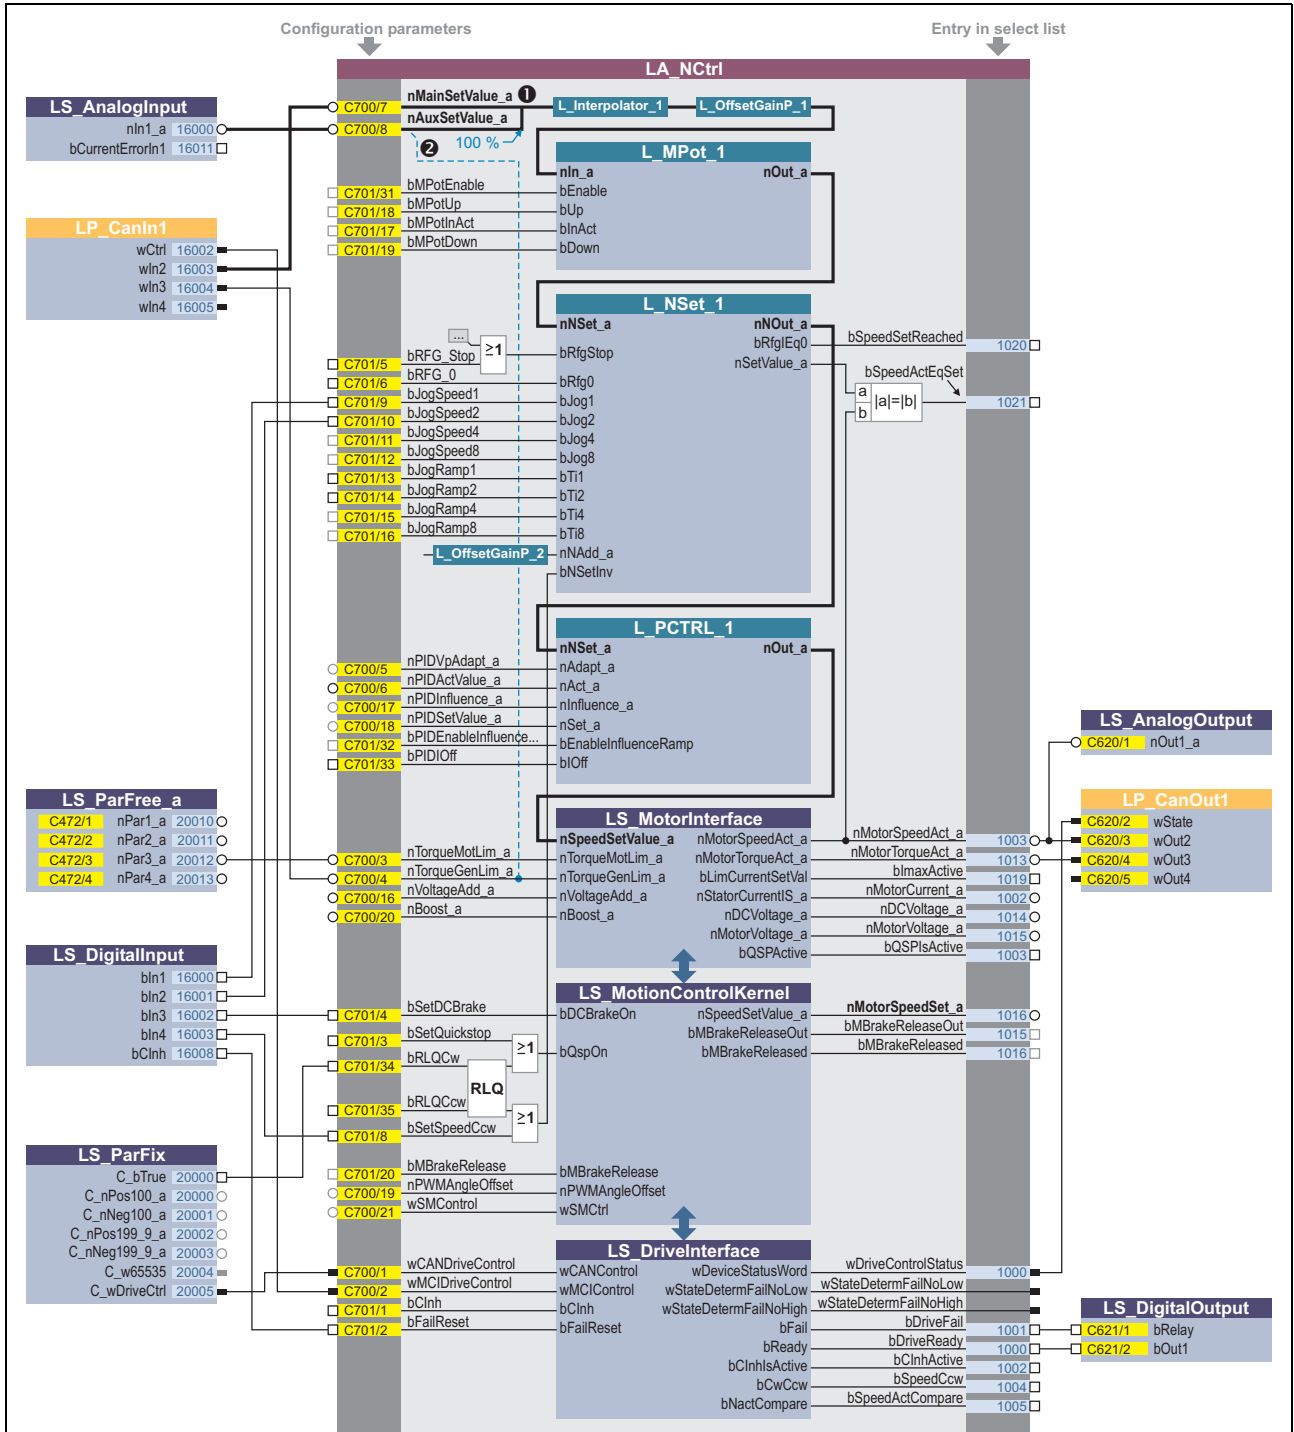 Configuration parameters
Entry in select list
LA_NCtrl
LS_AnalogInput
nIn1_a 16000
bCurrentErrorIn1 16011
LP_CanIn1
wCtrl 16002
wIn2 16003
wIn3 16004
wIn4 16005
LS_ParFree_a
C472/1 nPar1_a 20010
C472/2 nPar2_a 20011
C472/3 nPar3_a 20012
C472/4 nPar4_a 20013
LS_DigitalInput
bIn1 16000
bIn2 16001
bIn3 16002
bIn4 16003
bCInh 16008
LS_ParFix
C_bTrue 20000
C_nPos100_a 20000
C_nNeg100_a 20001
C_nPos199_9_a 20002
C_nNeg199_9_a 20003
C_w65535 20004
C_wDriveCtrl 20005
C700/7 nMainSetValue_a ❶
C700/8 nAuxSetValue_a
❷ 100 %
L_Interpolator_1
L_OffsetGainP_1
L_MPot_1
nIn_a nOut_a
C701/31 bMPotEnable bEnable
C701/18 bMPotUp bUp
C701/17 bMPotInAct bInAct
C701/19 bMPotDown bDown
L_NSet_1
nNSet_a nNOut_a
bRfgIEq0 bSpeedSetReached 1020
nSetValue_a
bSpeedActEqSet
a
b
|a|=|b|
1021
...
≥1
C701/5 bRFG_Stop bRfgStop
C701/6 bRFG_0 bRfg0
C701/9 bJogSpeed1 bJog1
C701/10 bJogSpeed2 bJog2
C701/11 bJogSpeed4 bJog4
C701/12 bJogSpeed8 bJog8
C701/13 bJogRamp1 bTi1
C701/14 bJogRamp2 bTi2
C701/15 bJogRamp4 bTi4
C701/16 bJogRamp8 bTi8
L_OffsetGainP_2 nNAdd_a
bNSetInv
L_PCTRL_1
nNSet_a nOut_a
C700/5 nPIDVpAdapt_a nAdapt_a
C700/6 nPIDActValue_a nAct_a
C700/17 nPIDInfluence_a nInfluence_a
C700/18 nPIDSetValue_a nSet_a
C701/32 bPIDEnableInfluence... bEnableInfluenceRamp
C701/33 bPIDIOff bIOff
LS_MotorInterface
nSpeedSetValue_a nMotorSpeedAct_a nMotorSpeedAct_a 1003
C700/3 nTorqueMotLim_a nTorqueMotLim_a nMotorTorqueAct_a nMotorTorqueAct_a 1013
C700/4 nTorqueGenLim_a nTorqueGenLim_a bLimCurrentSetVal bImaxActive 1019
C700/16 nVoltageAdd_a nVoltageAdd_a nStatorCurrentIS_a nMotorCurrent_a 1002
C700/20 nBoost_a nBoost_a nDCVoltage_a nDCVoltage_a 1014
nMotorVoltage_a nMotorVoltage_a 1015
bQSPActive bQSPIsActive 1003
LS_MotionControlKernel
C701/4 bSetDCBrake bDCBrakeOn nSpeedSetValue_a nMotorSpeedSet_a 1016
bMBrakeReleaseOut bMBrakeReleaseOut 1015
bMBrakeReleased bMBrakeReleased 1016
C701/3 bSetQuickstop ≥1 bQspOn
C701/34 bRLQCw
RLQ
C701/35 bRLQCcw ≥1
C701/8 bSetSpeedCcw
C701/20 bMBrakeRelease bMBrakeRelease
C700/19 nPWMAngleOffset nPWMAngleOffset
C700/21 wSMControl wSMCtrl
LS_DriveInterface
C700/1 wCANDriveControl wCANControl wDeviceStatusWord wDriveControlStatus 1000
C700/2 wMCIDriveControl wMCIControl wStateDetermFailNoLow wStateDetermFailNoLow
C701/1 bCInh bCInh wStateDetermFailNoHigh wStateDetermFailNoHigh
C701/2 bFailReset bFailReset bFail bDriveFail 1001
bReady bDriveReady 1000
bCInhIsActive bCInhActive 1002
bCwCcw bSpeedCcw 1004
bNactCompare bSpeedActCompare 1005
LS_AnalogOutput
C620/1 nOut1_a
LP_CanOut1
C620/2 wState
C620/3 wOut2
C620/4 wOut3
C620/5 wOut4
LS_DigitalOutput
C621/1 bRelay
C621/2 bOut1